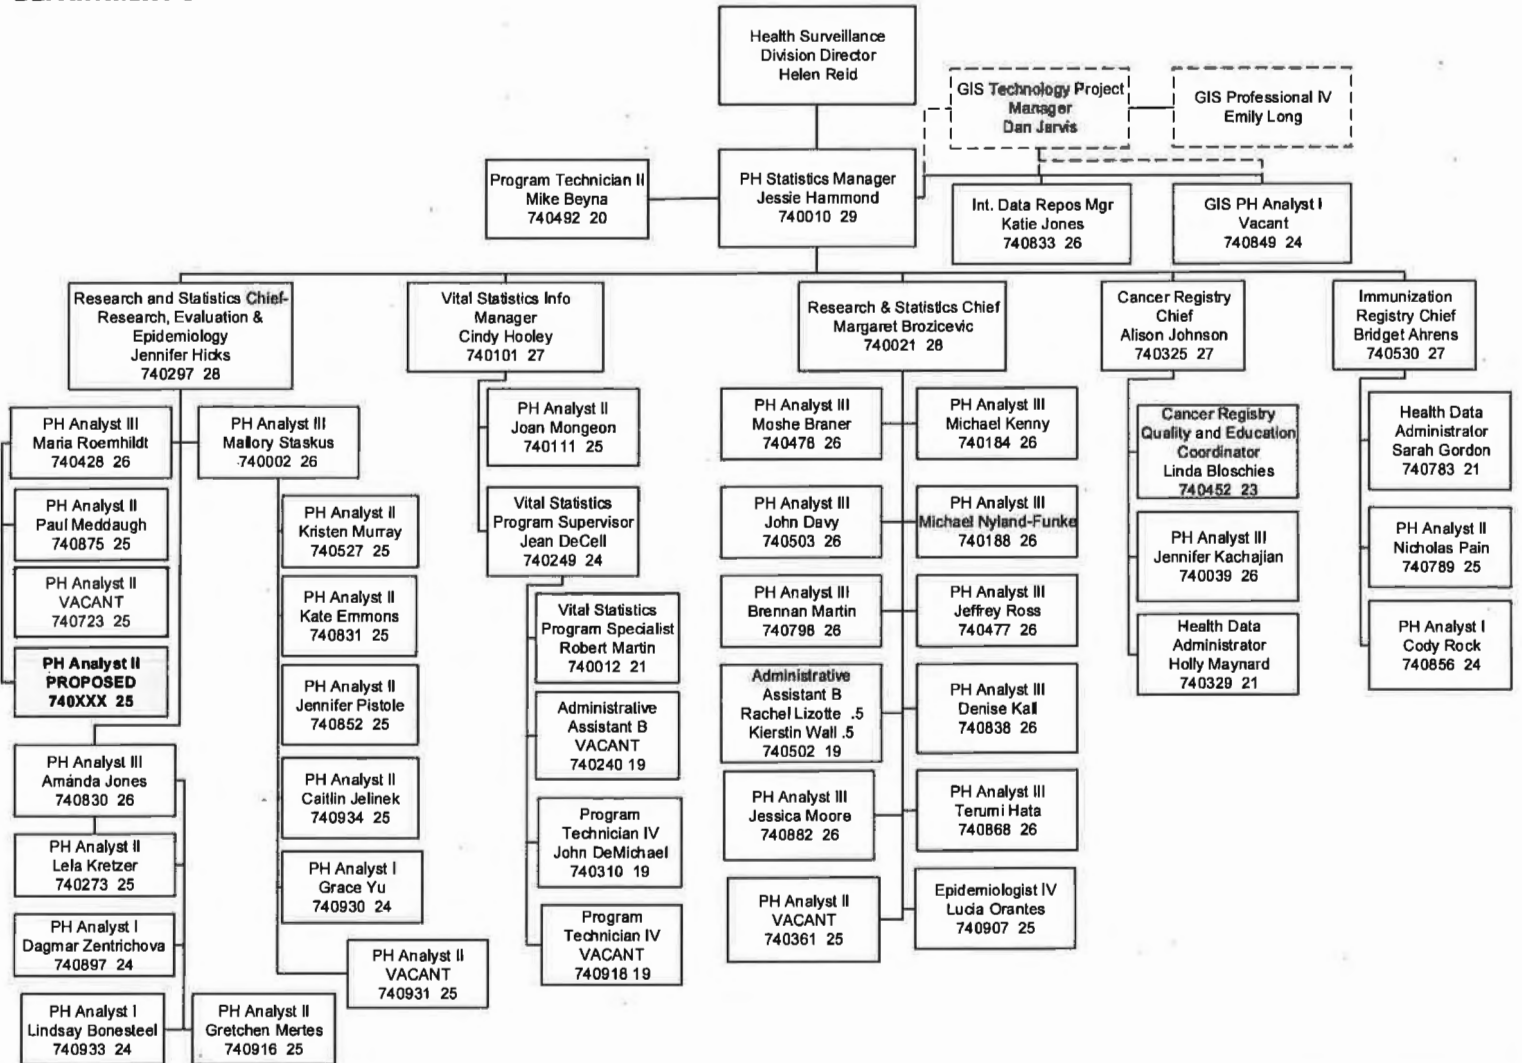 Health Surveillance
Division Director
Helen Reid
GIS Technology Project
Manager
Dan Jarvis
GIS Professional IV
Emily Long
Program Technician II
Mike Beyna
740492 20
PH Statistics Manager
Jessie Hammond
740010 29
Int. Data Repos Mgr
Katie Jones
740833 26
GIS PH Analyst I
Vacant
740849 24
Research and Statistics Chief-
Research, Evaluation &
Epidemiology
Jennifer Hicks
740297 28
Vital Statistics Info
Manager
Cindy Hooley
740101 27
Research & Statistics Chief
Margaret Brozicevic
740021 28
Cancer Registry
Chief
Alison Johnson
740325 27
Immunization
Registry Chief
Bridget Ahrens
740530 27
PH Analyst III
Maria Roemhildt
740428 26
PH Analyst III
Mallory Staskus
740002 26
PH Analyst II
Paul Meddaugh
740875 25
PH Analyst II
VACANT
740723 25
PH Analyst II
PROPOSED
740XXX 25
PH Analyst III
Amanda Jones
740830 26
PH Analyst II
Lela Kretzer
740273 25
PH Analyst I
Dagmar Zentrichova
740897 24
PH Analyst I
Lindsay Bonesteel
740933 24
PH Analyst II
Gretchen Mertes
740916 25
PH Analyst II
Kristen Murray
740527 25
PH Analyst II
Kate Emmons
740831 25
PH Analyst II
Jennifer Pistole
740852 25
PH Analyst II
Caitlin Jelinek
740934 25
PH Analyst I
Grace Yu
740930 24
PH Analyst II
VACANT
740931 25
PH Analyst II
Joan Mongeon
740111 25
Vital Statistics
Program Supervisor
Jean DeCell
740249 24
Vital Statistics
Program Specialist
Robert Martin
740012 21
Administrative
Assistant B
VACANT
740240 19
Program
Technician IV
John DeMichael
740310 19
Program
Technician IV
VACANT
740918 19
PH Analyst III
Moshe Braner
740478 26
PH Analyst III
Michael Kenny
740184 26
PH Analyst III
John Davy
740503 26
PH Analyst III
Michael Nyland-Funke
740188 26
PH Analyst III
Brennan Martin
740798 26
PH Analyst III
Jeffrey Ross
740477 26
Administrative
Assistant B
Rachel Lizotte .5
Kierstin Wall .5
740502 19
PH Analyst III
Denise Kall
740838 26
PH Analyst III
Jessica Moore
740882 26
PH Analyst III
Terumi Hata
740868 26
PH Analyst II
VACANT
740361 25
Epidemiologist IV
Lucia Orantes
740907 25
Cancer Registry
Quality and Education
Coordinator
Linda Bloschies
740452 23
PH Analyst III
Jennifer Kachajian
740039 26
Health Data
Administrator
Holly Maynard
740329 21
Health Data
Administrator
Sarah Gordon
740783 21
PH Analyst II
Nicholas Pain
740789 25
PH Analyst I
Cody Rock
740856 24